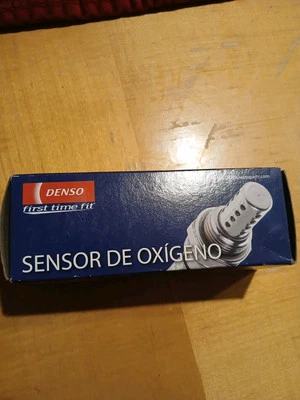 DENSO
first time fit
SENSOR DE OXÍGENO